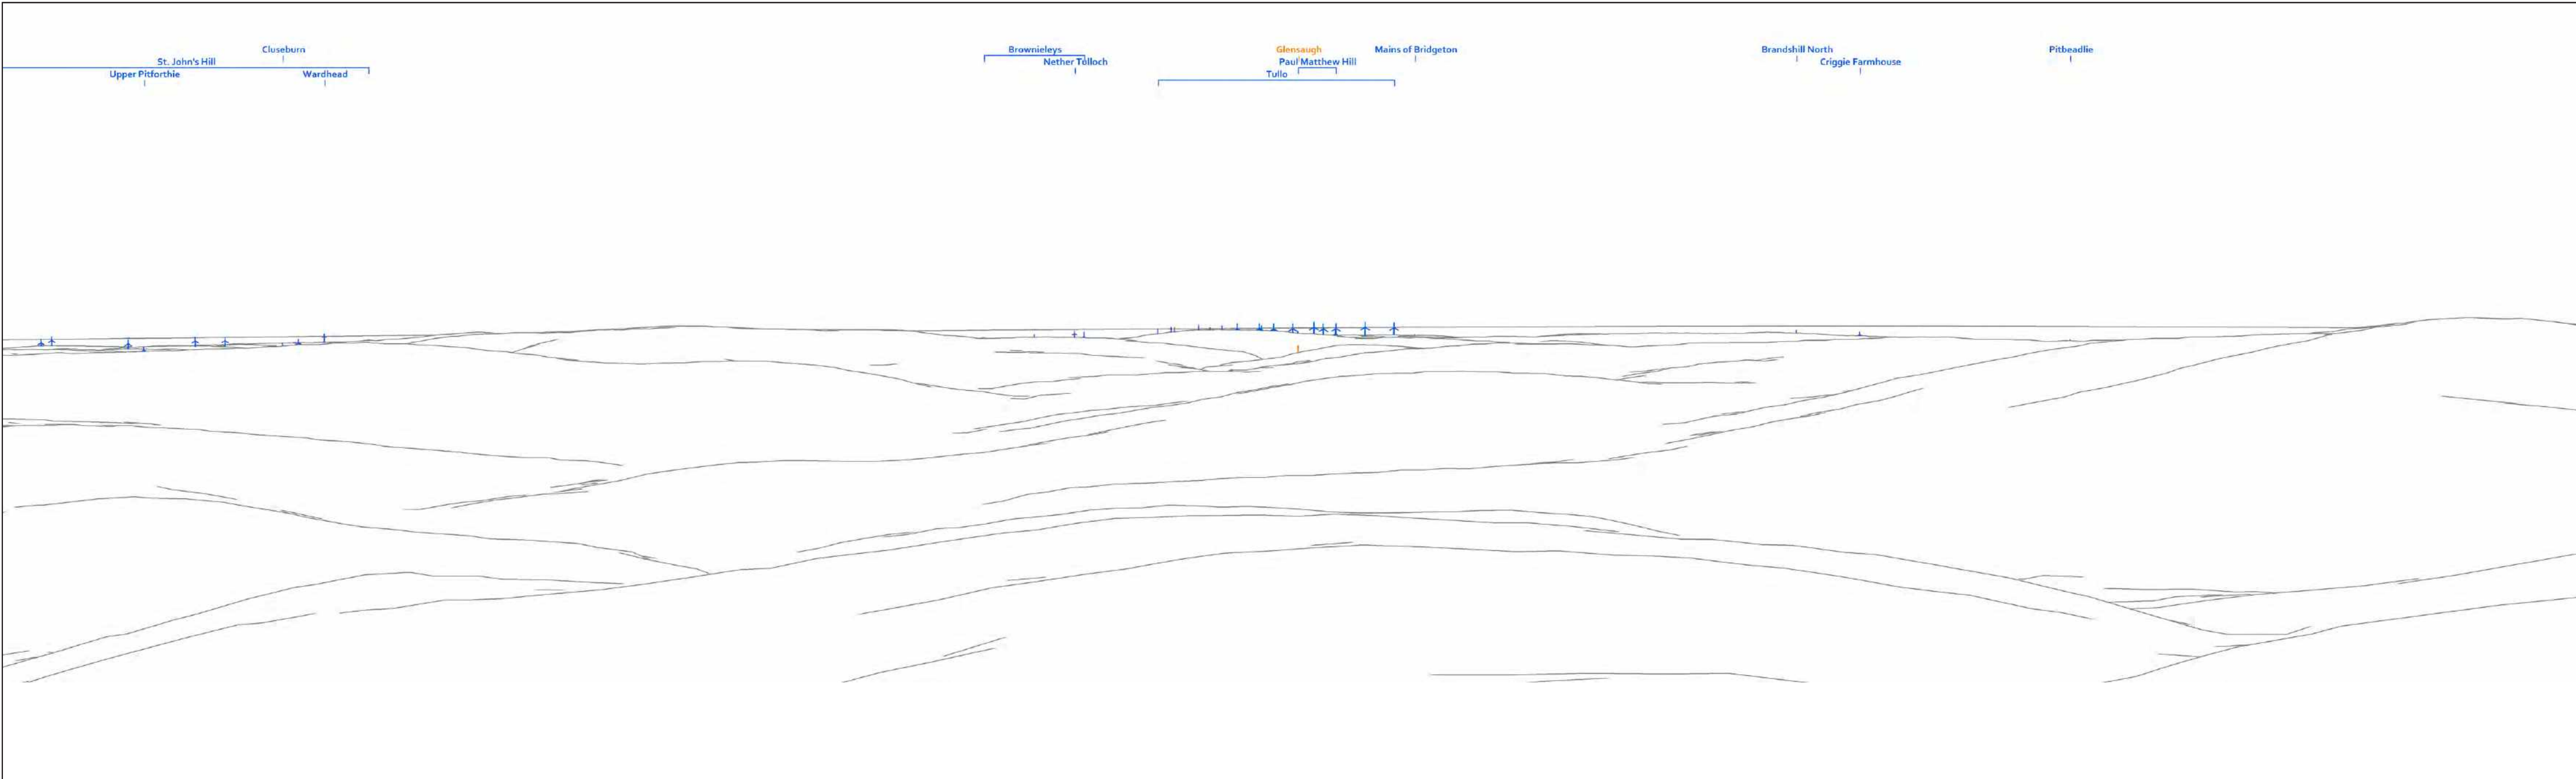 Cluseburn
St. John's Hill
Upper Pitforthie
Wardhead
Brownieleys
Nether Tolloch
Glensaugh
Paul Matthew Hill
Tullo
Mains of Bridgeton
Brandshill North
Criggie Farmhouse
Pitbeadlie